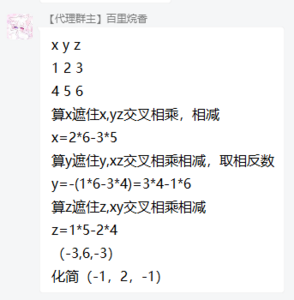 【代理群主】百里烷香
x y z
1 2 3
4 5 6
算x遮住x,yz交叉相乘，相减
x=2*6-3*5
算y遮住y,xz交叉相乘相减，取相反数
y=-(1*6-3*4)=3*4-1*6
算z遮住z,xy交叉相乘相减
z=1*5-2*4
（-3,6,-3）
化简（-1，2，-1）